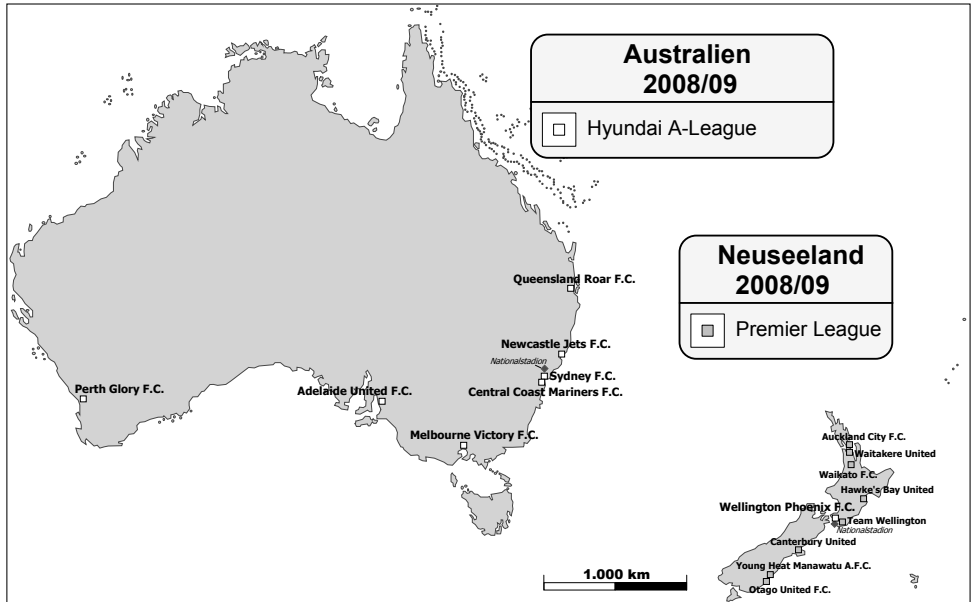 Australien
2008/09
Hyundai A-League
Neuseeland
2008/09
Premier League
Queensland Roar F.C.
Newcastle Jets F.C.
Nationalstadion
Sydney F.C.
Central Coast Mariners F.C.
Perth Glory F.C.
Adelaide United F.C.
Melbourne Victory F.C.
Auckland City F.C.
Waitakere United
Waikato F.C.
Hawke's Bay United
Wellington Phoenix F.C.
Team Wellington
Nationalstadion
Canterbury United
Young Heat Manawatu A.F.C.
Otago United F.C.
1.000 km